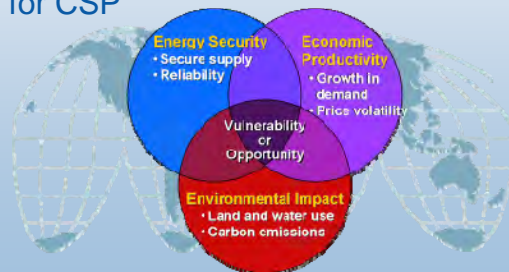 for CSP
Energy Security
• Secure supply
• Reliability
Economic
Productivity
• Growth in
demand
• Price volatility
Vulnerability
or
Opportunity
Environmental Impact
• Land and water use
• Carbon emissions